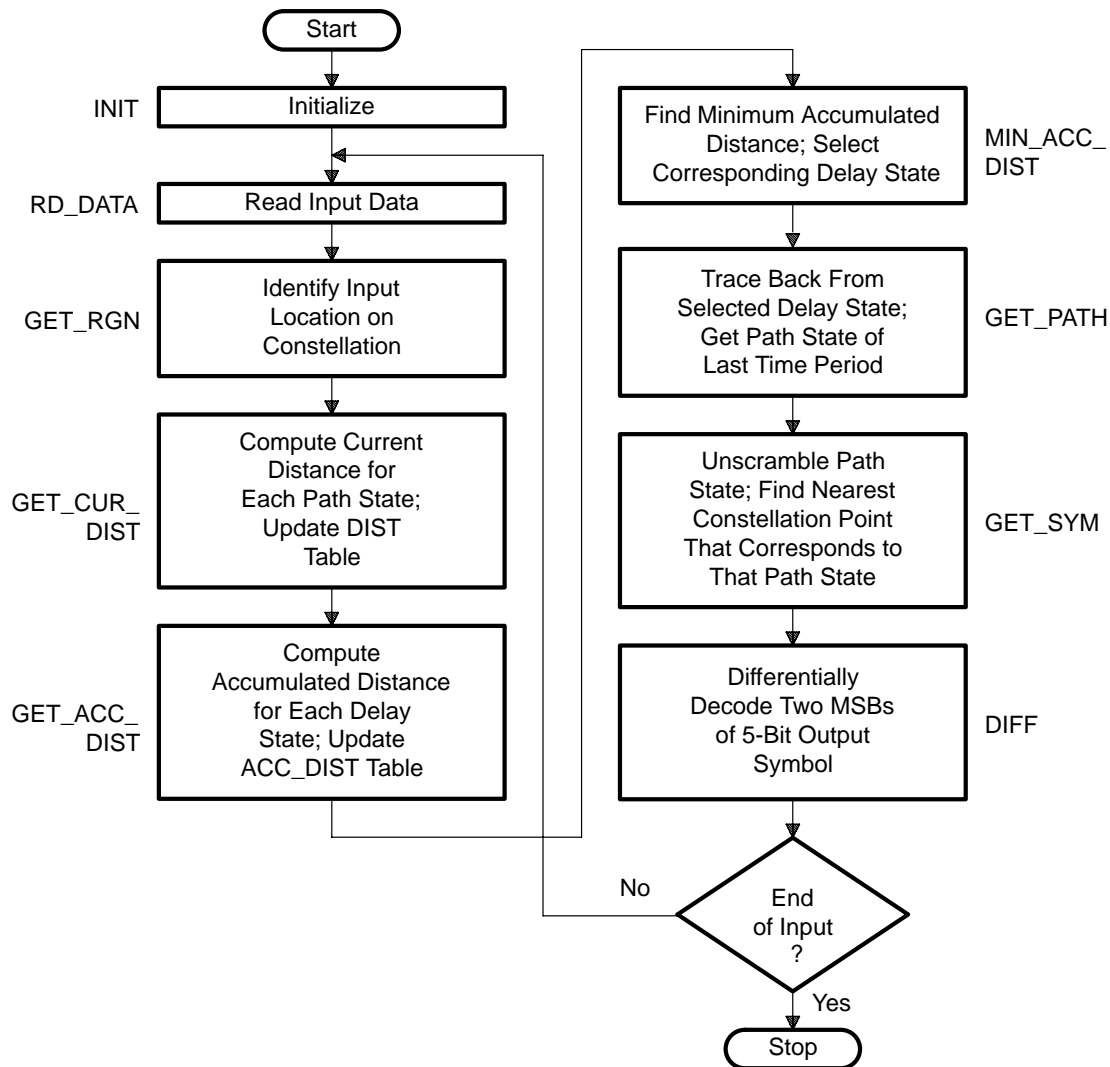 Start
INIT
Initialize
RD_DATA
Read Input Data
GET_RGN
Identify Input
Location on
Constellation
GET_CUR_
DIST
Compute Current
Distance for
Each Path State;
Update DIST
Table
GET_ACC_
DIST
Compute
Accumulated Distance
for Each Delay
State; Update
ACC_DIST Table
Find Minimum Accumulated
Distance; Select
Corresponding Delay State
MIN_ACC_
DIST
Trace Back From
Selected Delay State;
Get Path State of
Last Time Period
GET_PATH
Unscramble Path
State; Find Nearest
Constellation Point
That Corresponds to
That Path State
GET_SYM
Differentially
Decode Two MSBs
of 5-Bit Output
Symbol
DIFF
No
End
of Input
?
Yes
Stop